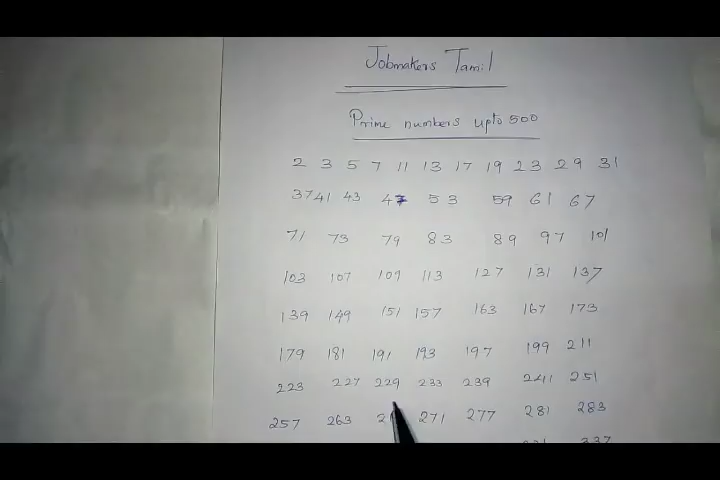 Jobmakers Tamil
Prime numbers upto 500
2 3 5 7 11 13 17 19 23 29 31
37 41 43 47 53 59 61 67
71 73 79 83 89 97 101
103 107 109 113 127 131 137
139 149 151 157 163 167 173
179 181 191 193 197 199 211
223 227 229 233 239 241 251
257 263 271 277 281 283
337